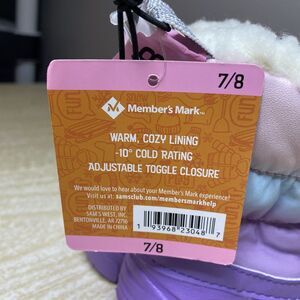 7/8
Member's Mark™
WARM, COZY LINING
-10° COLD RATING
ADJUSTABLE TOGGLE CLOSURE
We would love to hear about your Member's Mark experience!
Visit at samsclub.com/membersmarkhelp
DISTRIBUTED BY
SAM'S WEST, INC.
BENTONVILLE, AR 72716
MADE IN CHINA
1 93968 23048 7
7/8
FUN